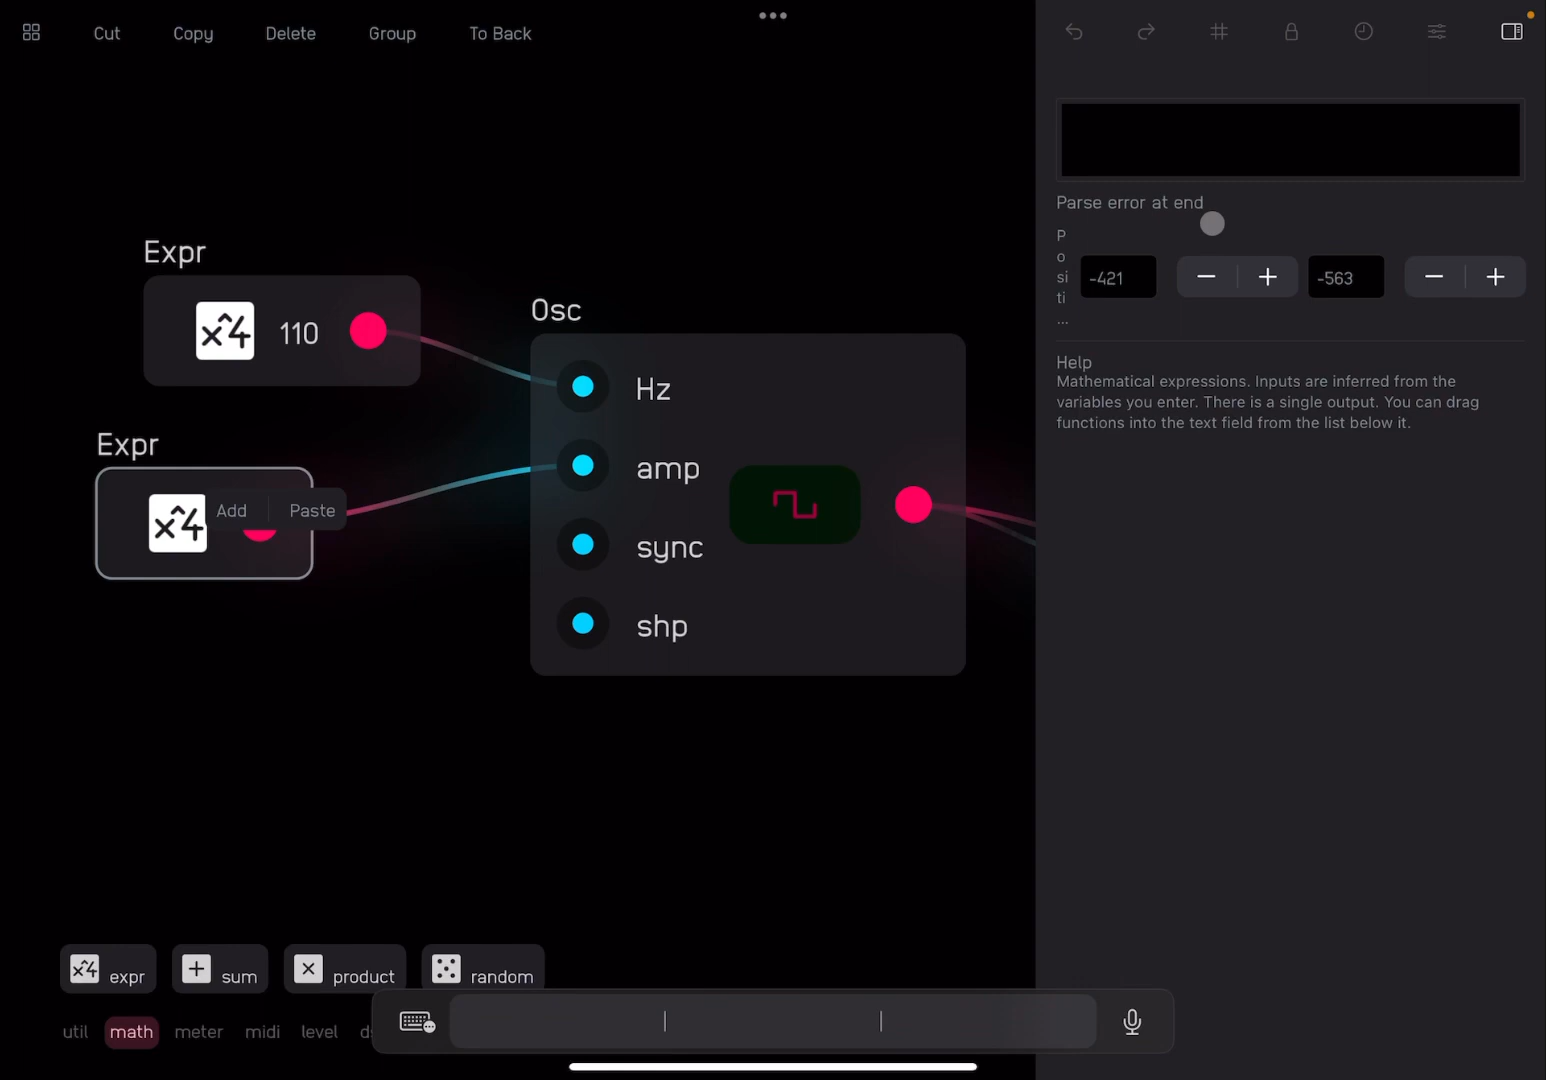 Cut Copy Delete Group To Back
Parse error at end
P
o
si
ti
...
-421
-563
Help
Mathematical expressions. Inputs are inferred from the
variables you enter. There is a single output. You can drag
functions into the text field from the list below it.
Expr
x^4 110
Osc
Hz
amp
sync
shp
Expr
x^4
Add Paste
x^4 expr
+ sum
× product
random
util math meter midi level